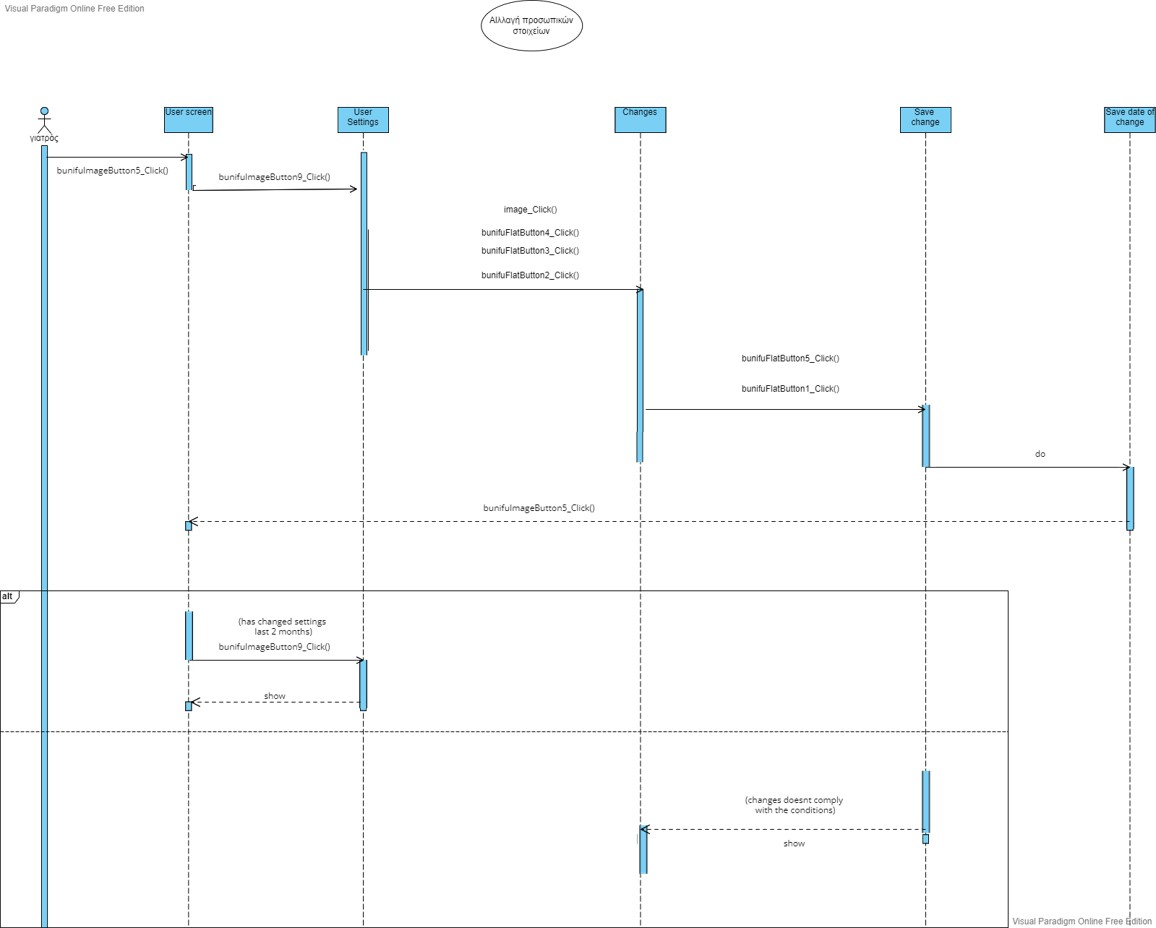 Visual Paradigm Online Free Edition
Αλλαγή προσωπικών
στοιχείων
γιατρός
User screen
User
Settings
Changes
Save
change
Save date of
change
bunifuImageButton5_Click()
bunifuImageButton9_Click()
image_Click()
bunifuFlatButton4_Click()
bunifuFlatButton3_Click()
bunifuFlatButton2_Click()
bunifuFlatButton5_Click()
bunifuFlatButton1_Click()
do
bunifuImageButton5_Click()
alt
(has changed settings
last 2 months)
bunifuImageButton9_Click()
show
(changes doesnt comply
with the conditions)
show
Visual Paradigm Online Free Edition